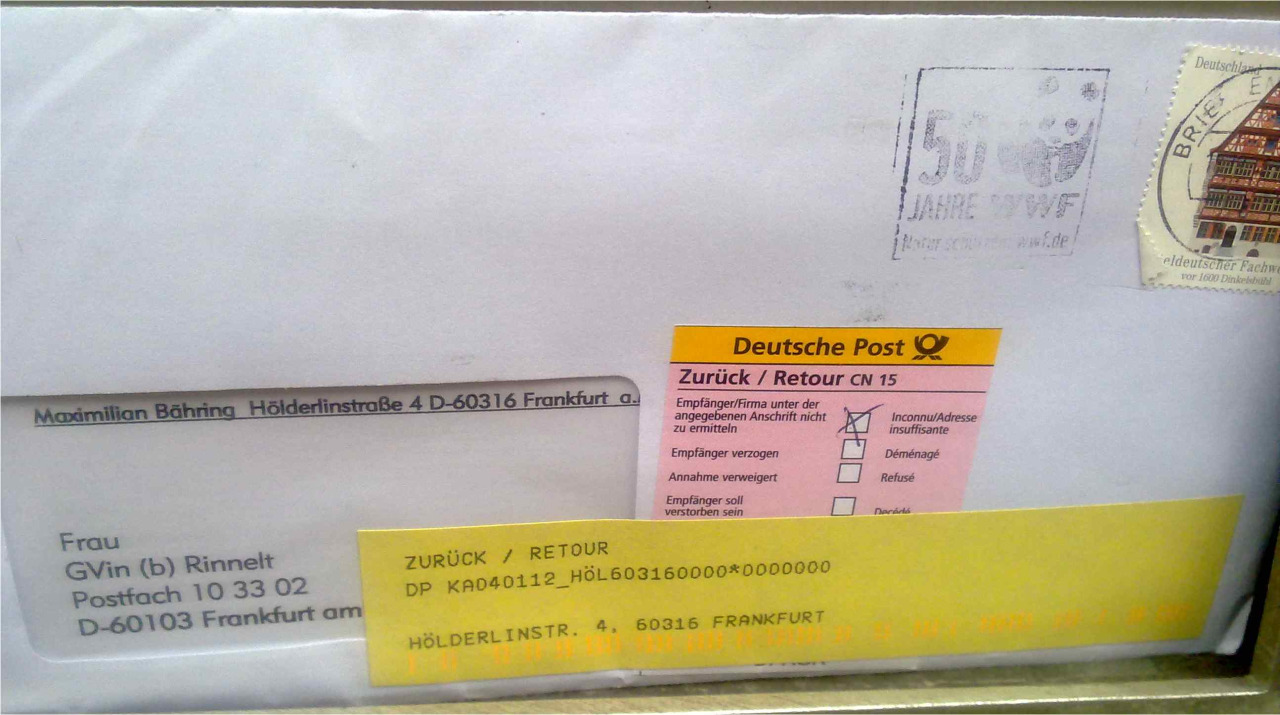 Deutschland
BRIEF
50
JAHRE WWF
Natur schützen wwf.de
eldeutscher Fachw
vor 1600 Dinkelsbühl
Deutsche Post
Zurück / Retour CN 15
Empfänger/Firma unter der
angegebenen Anschrift nicht
zu ermitteln
Inconnu/Adresse
insuffisante
Empfänger verzogen
Déménagé
Annahme verweigert
Refusé
Empfänger soll
verstorben sein
Decédé
Maximilian Bähring Hölderlinstraße 4 D-60316 Frankfurt a.
Frau
GVin (b) Rinnelt
Postfach 10 33 02
D-60103 Frankfurt am
ZURÜCK / RETOUR
DP KA040112_HÖL603160000*0000000
HÖLDERLINSTR. 4, 60316 FRANKFURT